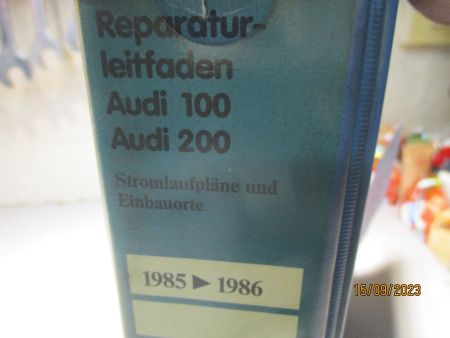 Reparatur-
leitfaden
Audi 100
Audi 200
Stromlaufpläne und
Einbauorte
1985 ► 1986
15/09/2023